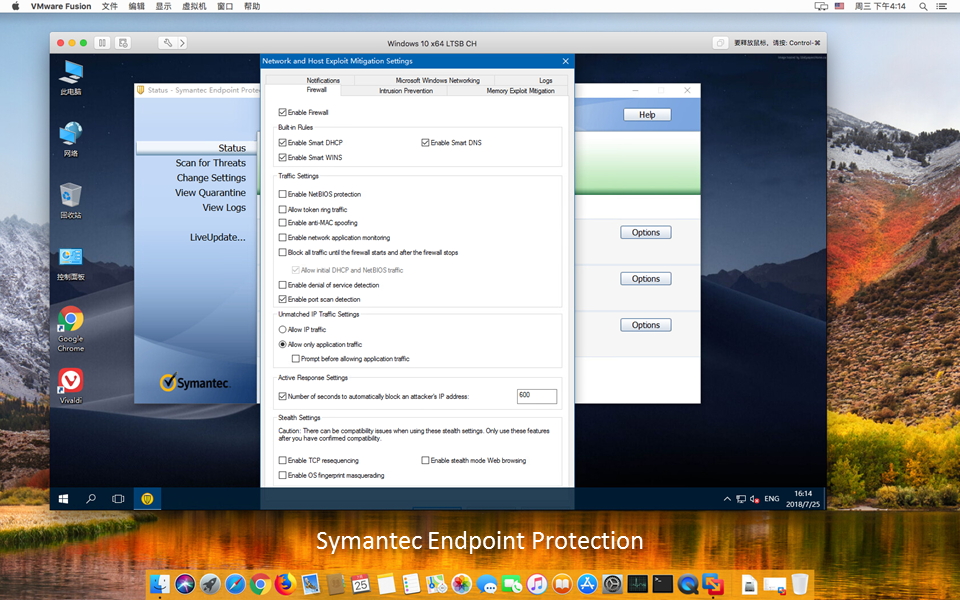 VMware Fusion 文件 编辑 显示 虚拟机 窗口 帮助 周三 下午4:14
Windows 10 x64 LTSB CH 要释放鼠标，请按: Control-⌘
Network and Host Exploit Mitigation Settings
Notifications Microsoft Windows Networking Logs
Firewall Intrusion Prevention Memory Exploit Mitigation
Enable Firewall
Built-in Rules
Enable Smart DHCP Enable Smart DNS
Enable Smart WINS
Traffic Settings
Enable NetBIOS protection
Allow token ring traffic
Enable anti-MAC spoofing
Enable network application monitoring
Block all traffic until the firewall starts and after the firewall stops
Allow initial DHCP and NetBIOS traffic
Enable denial of service detection
Enable port scan detection
Unmatched IP Traffic Settings
Allow IP traffic
Allow only application traffic
Prompt before allowing application traffic
Active Response Settings
Number of seconds to automatically block an attacker's IP address: 600
Stealth Settings
Caution: There can be compatibility issues when using these stealth settings. Only use these features
after you have confirmed compatibility.
Enable TCP resequencing Enable stealth mode Web browsing
Enable OS fingerprint masquerading
Status - Symantec Endpoint Prote
Help
Status
Scan for Threats
Change Settings
View Quarantine
View Logs
LiveUpdate...
Options
Options
Options
Symantec.
此电脑
网络
回收站
控制面板
Google
Chrome
Vivaldi
ENG
16:14
2018/7/25
Symantec Endpoint Protection
25